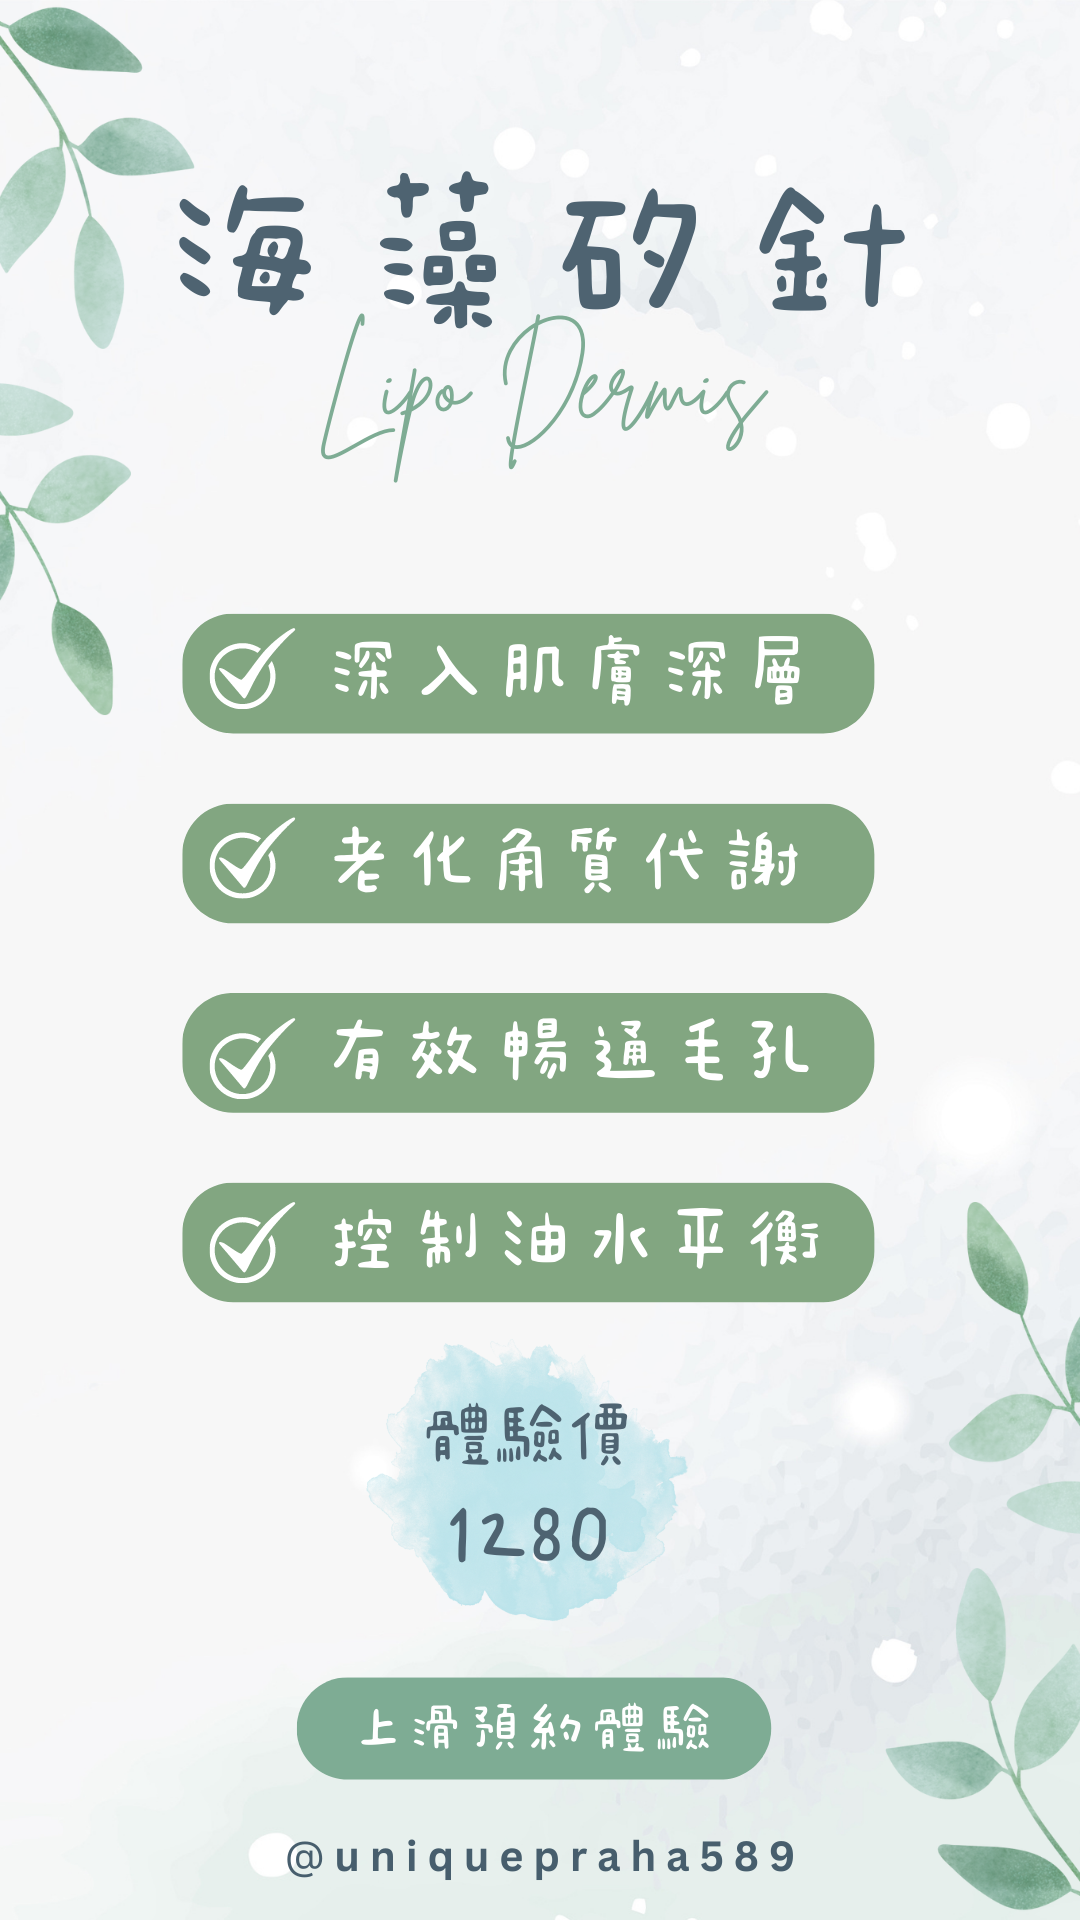 海藻矽針
Lipo Dermis
深入肌膚深層
老化角質代謝
有效暢通毛孔
控制油水平衡
體驗價
1280
上滑預約體驗
@uniquepraha589